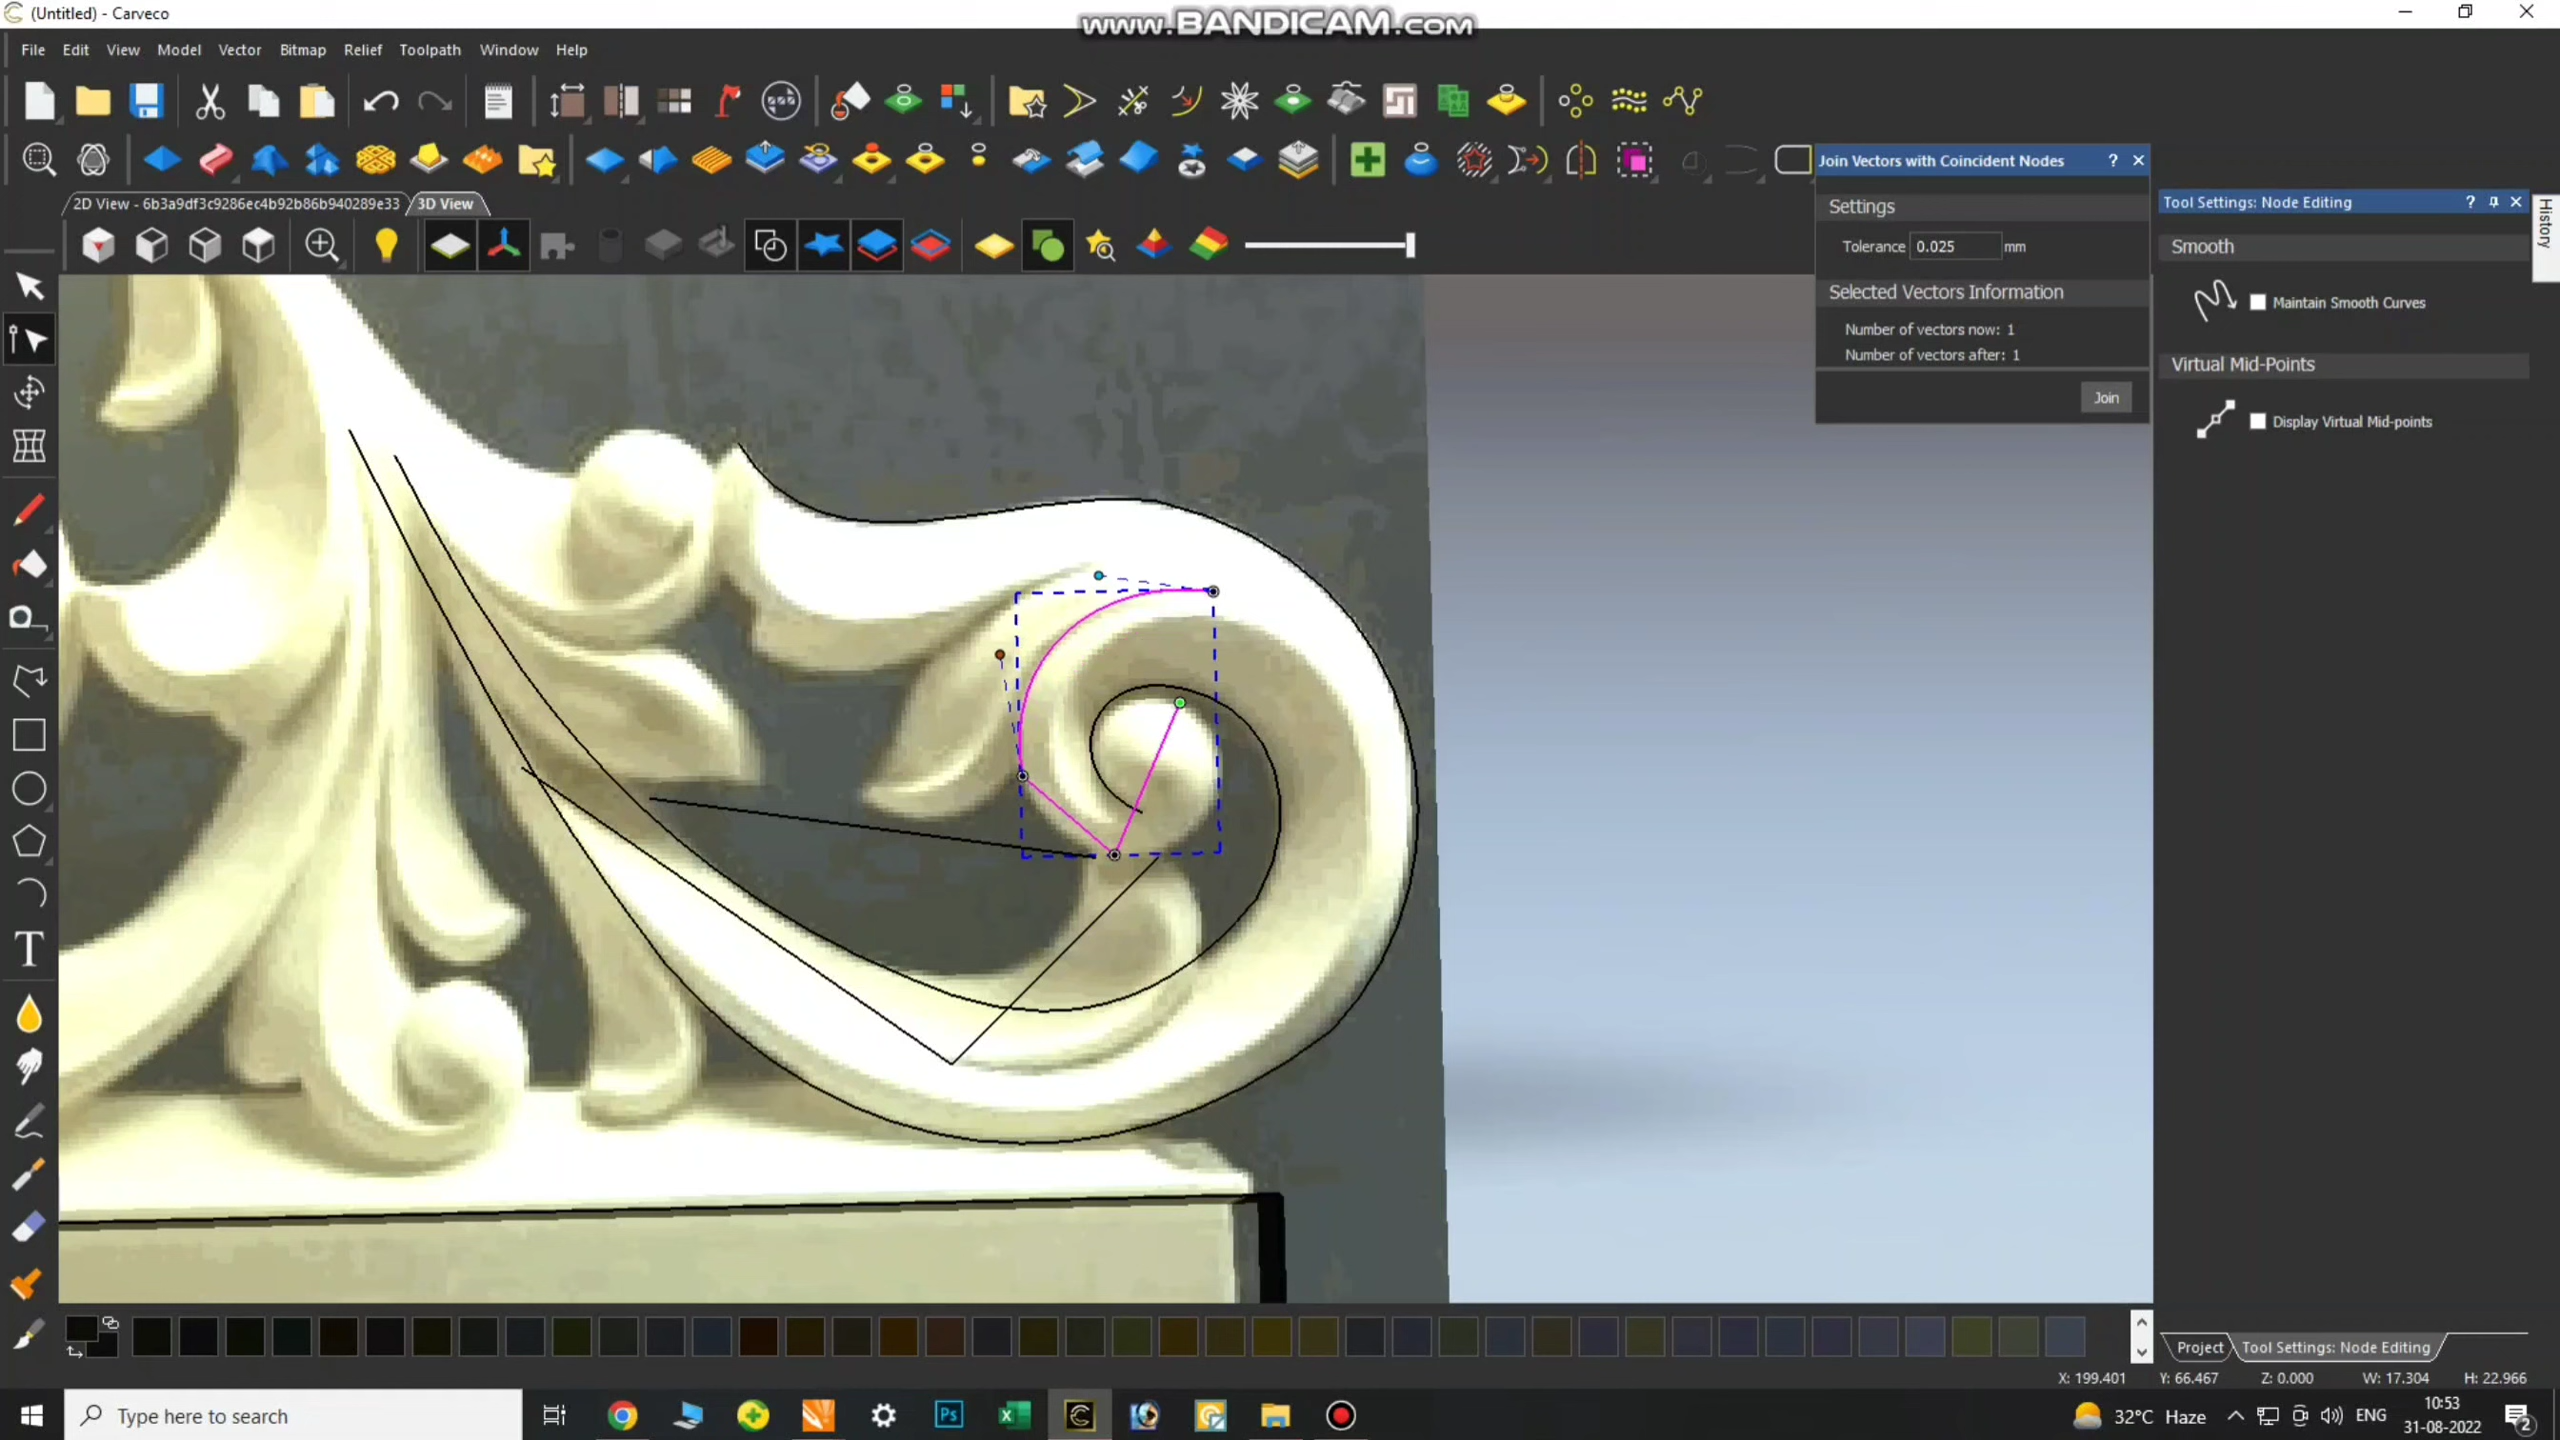 (Untitled) - Carveco
www.BANDICAM.com
File Edit View Model Vector Bitmap Relief Toolpath Window Help
Join Vectors with Coincident Nodes ?
Settings
Tolerance 0.025 mm
Selected Vectors Information
Number of vectors now: 1
Number of vectors after: 1
Join
2D View - 6b3a9df3c9286ec4b92b86b940289e33 3D View
Tool Settings: Node Editing ?
History
Smooth
Maintain Smooth Curves
Virtual Mid-Points
Display Virtual Mid-points
T
Project Tool Settings: Node Editing
X: 199.401 Y: 66.467 Z: 0.000 W: 17.304 H: 22.966
Type here to search
Ps
32°C Haze
ENG
10:53
31-08-2022
2